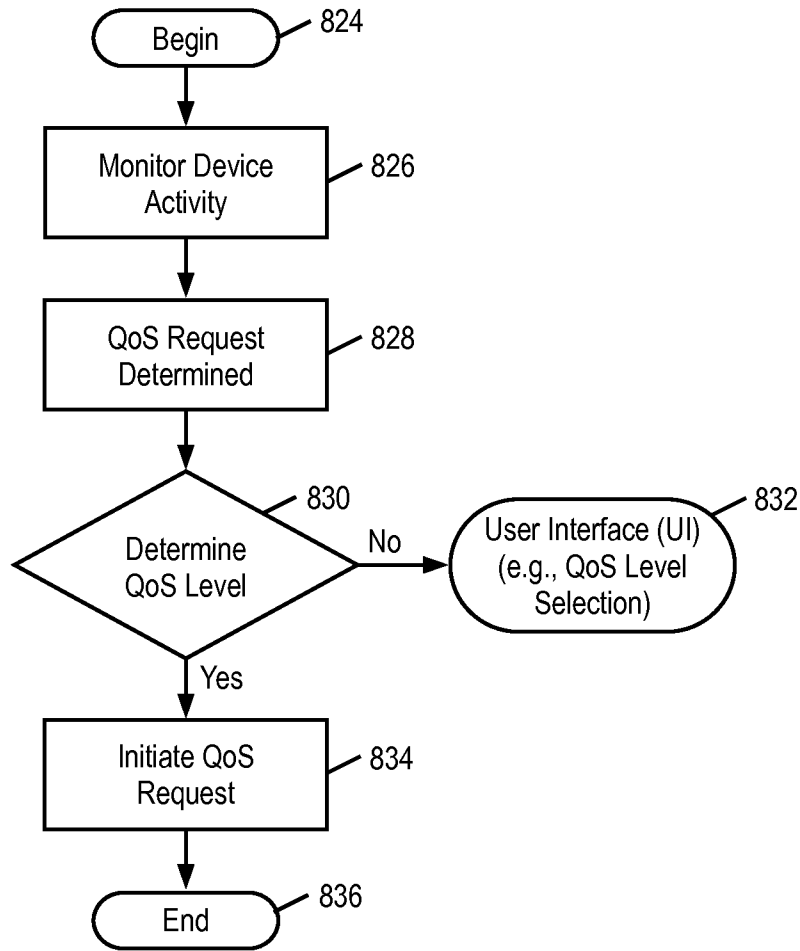 Begin
824
Monitor Device
Activity
826
QoS Request
Determined
828
830
Determine
QoS Level
No
User Interface (UI)
(e.g., QoS Level
Selection)
832
Yes
Initiate QoS
Request
834
End
836